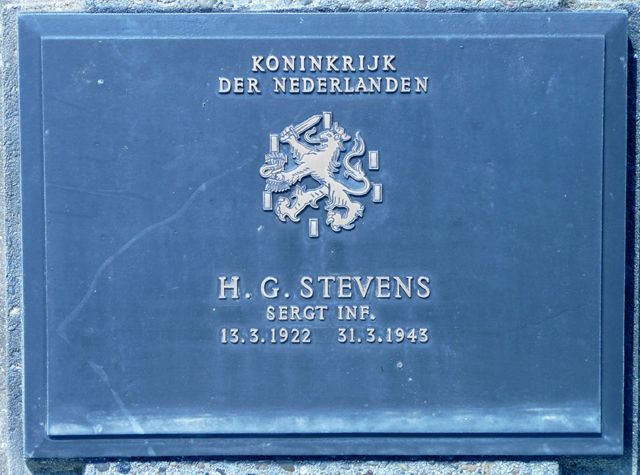 KONINKRIJK
DER NEDERLANDEN
H. G. STEVENS
SERGT INF.
13.3.1922 31.3.1943